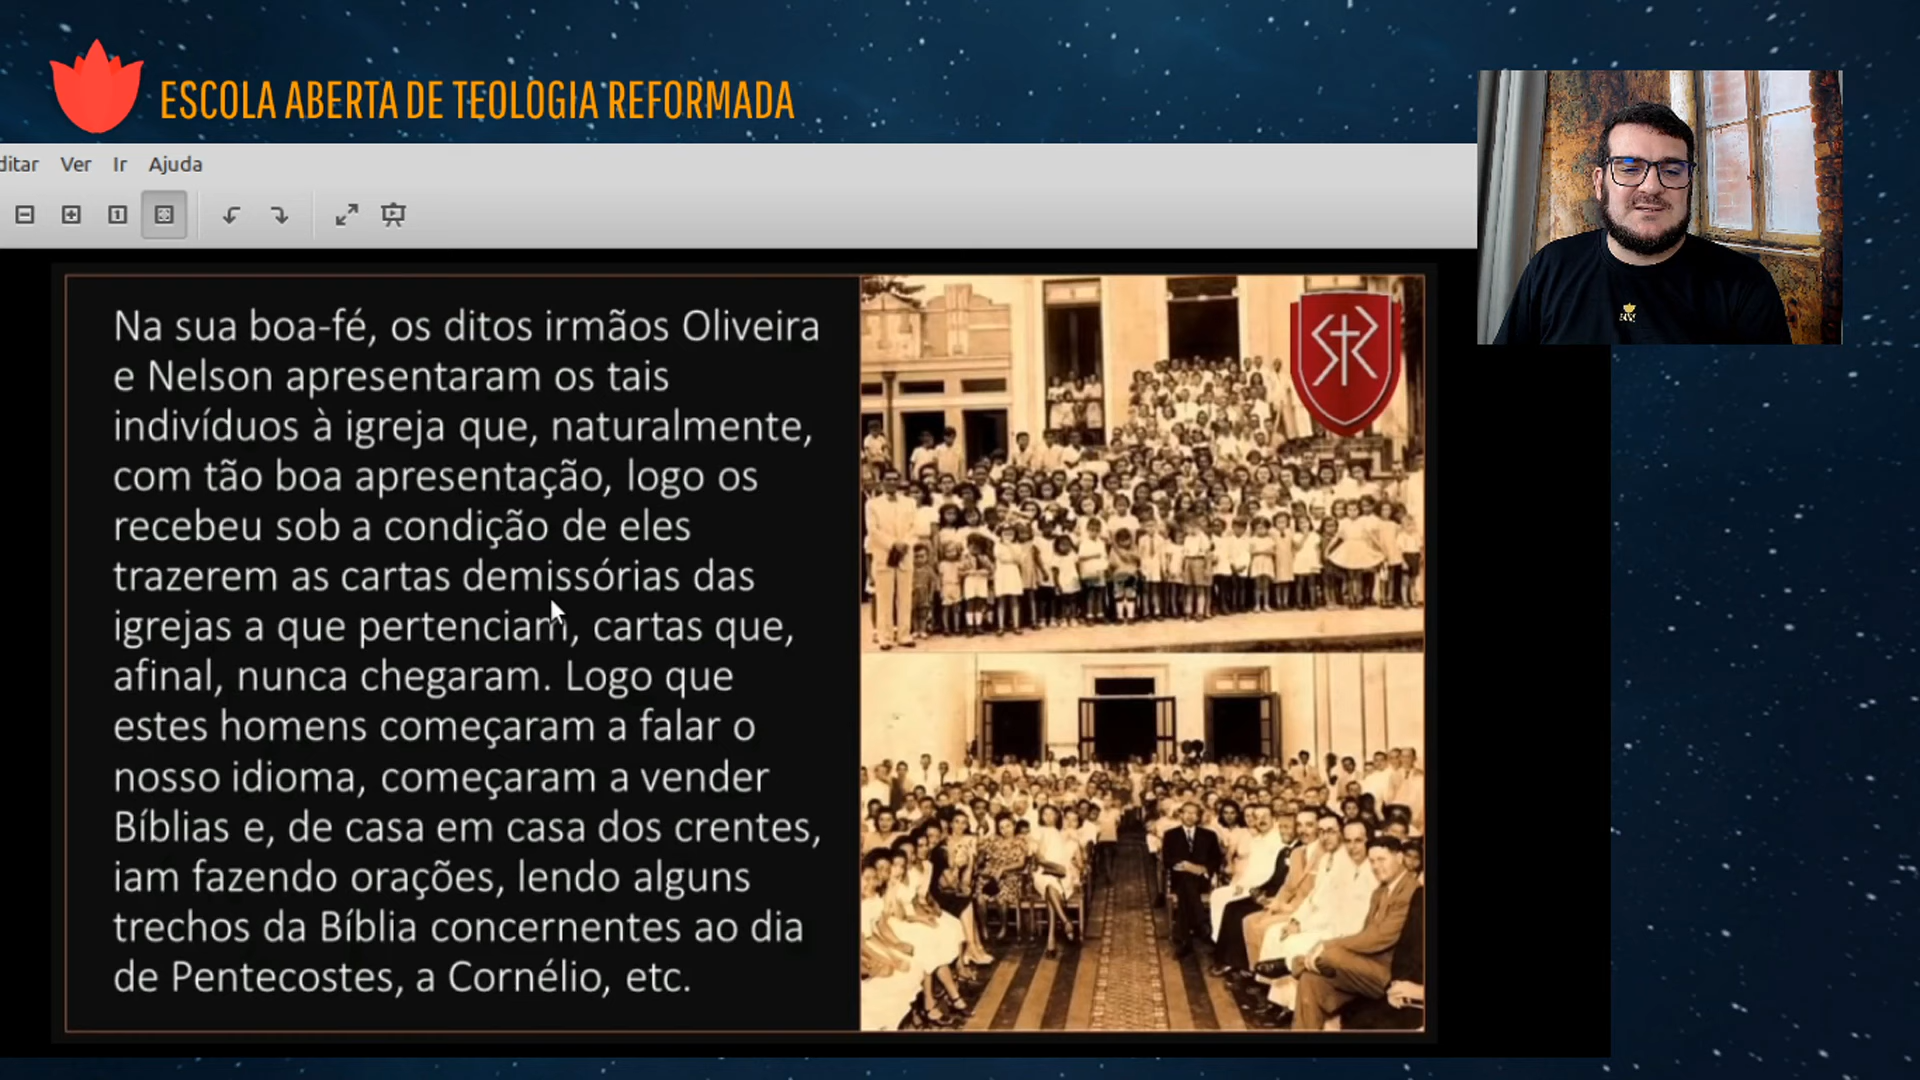 ESCOLA ABERTA DE TEOLOGIA REFORMADA
ditar Ver Ir Ajuda
Na sua boa-fé, os ditos irmãos Oliveira
e Nelson apresentaram os tais
indivíduos à igreja que, naturalmente,
com tão boa apresentação, logo os
recebeu sob a condição de eles
trazerem as cartas demissórias das
igrejas a que pertenciam, cartas que,
afinal, nunca chegaram. Logo que
estes homens começaram a falar o
nosso idioma, começaram a vender
Bíblias e, de casa em casa dos crentes,
iam fazendo orações, lendo alguns
trechos da Bíblia concernentes ao dia
de Pentecostes, a Cornélio, etc.